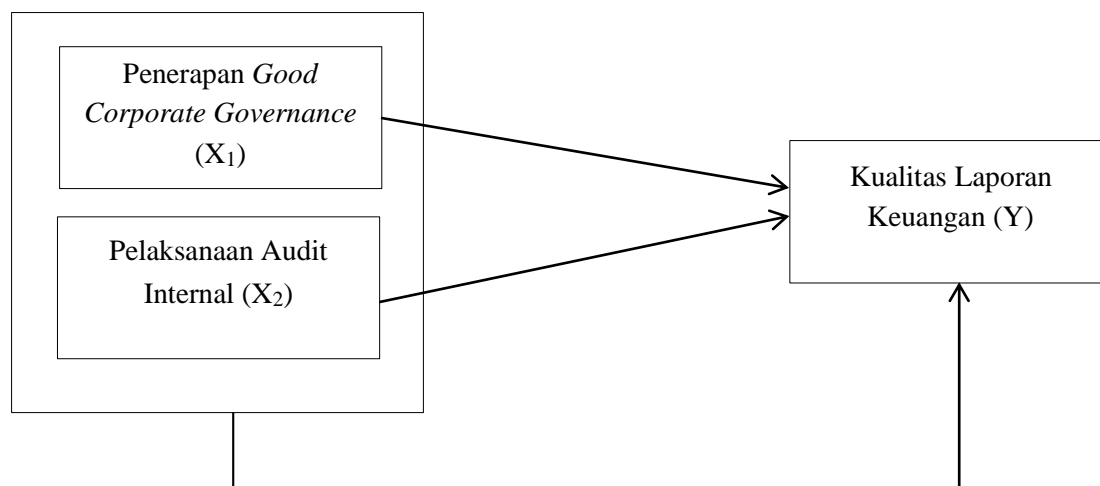 Penerapan Good
Corporate Governance
(X₁)
Pelaksanaan Audit
Internal (X₂)
Kualitas Laporan
Keuangan (Y)